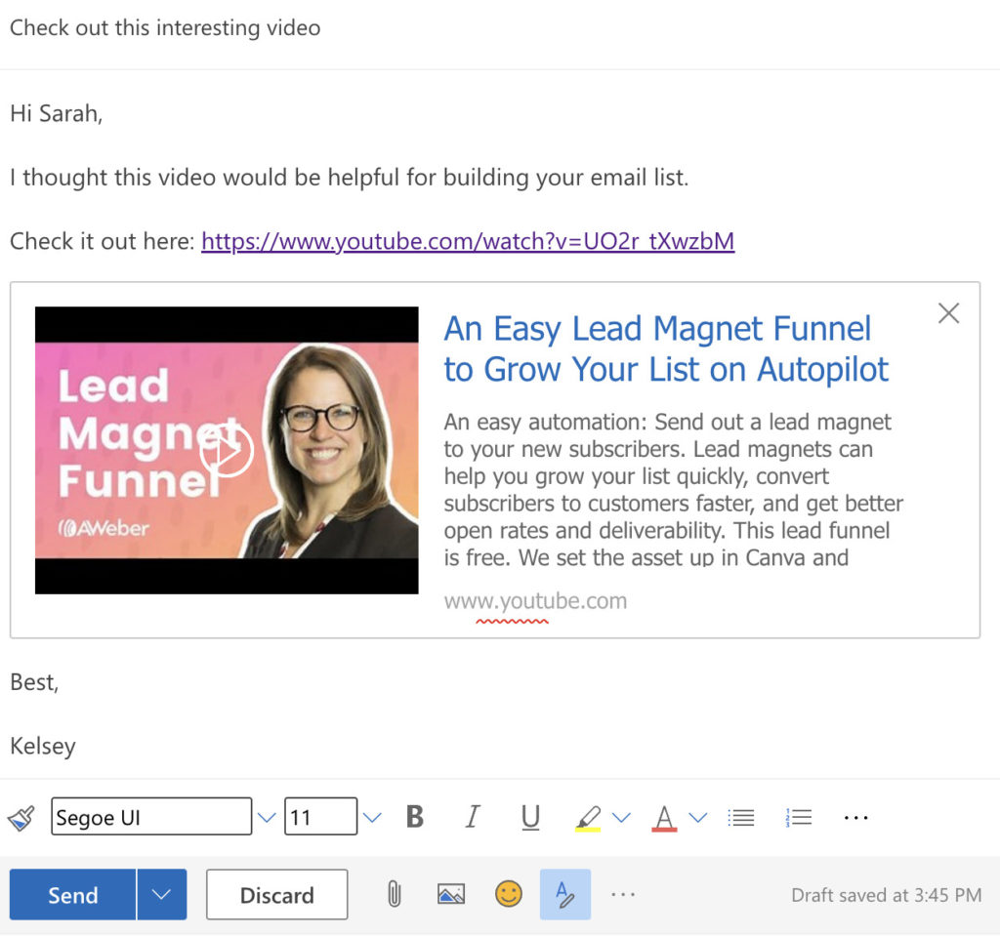 Check out this interesting video
Hi Sarah,
I thought this video would be helpful for building your email list.
Check it out here: https://www.youtube.com/watch?v=UO2r_tXwzbM
Lead
Magnet
Funnel
AWeber
An Easy Lead Magnet Funnel
to Grow Your List on Autopilot
An easy automation: Send out a lead magnet
to your new subscribers. Lead magnets can
help you grow your list quickly, convert
subscribers to customers faster, and get better
open rates and deliverability. This lead funnel
is free. We set the asset up in Canva and
www.youtube.com
Best,
Kelsey
Segoe UI 11 B I U A
Send Discard Draft saved at 3:45 PM